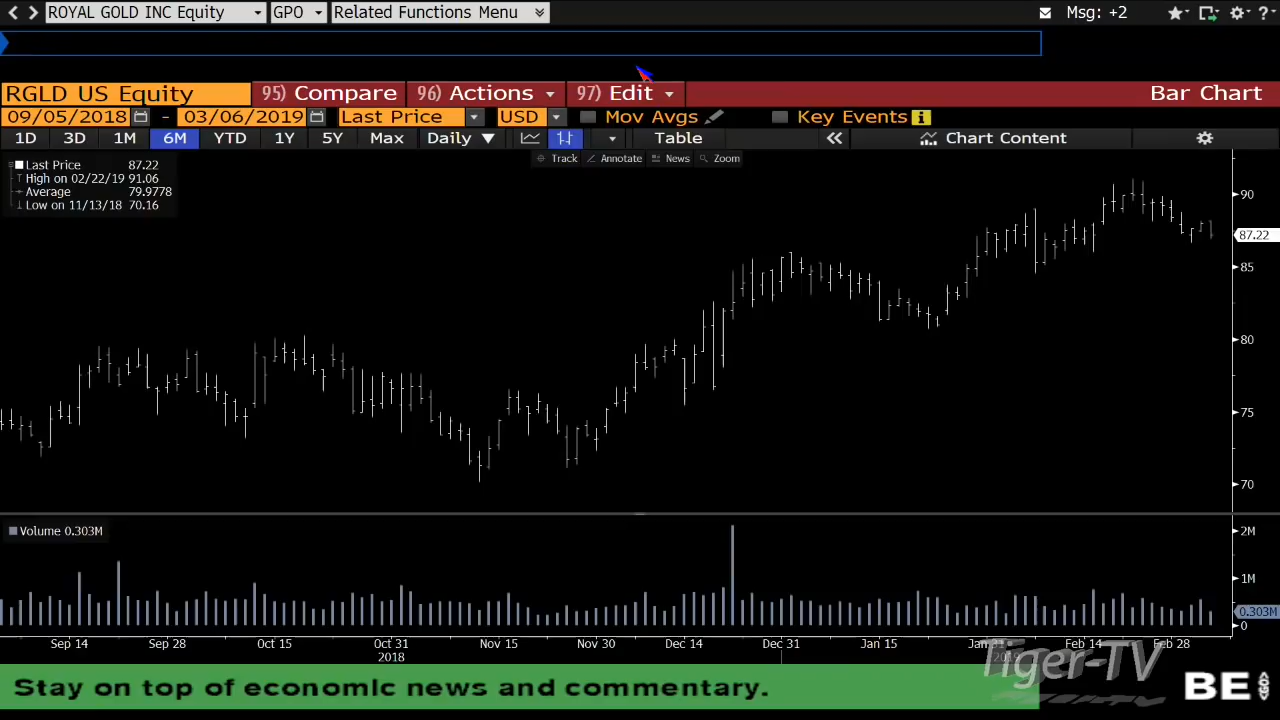 ROYAL GOLD INC Equity GPO Related Functions Menu Msg: +2 ?
RGLD US Equity 95) Compare 96) Actions 97) Edit Bar Chart
09/05/2018 - 03/06/2019 Last Price USD Mov Avgs Key Events i
1D 3D 1M 6M YTD 1Y 5Y Max Daily Table Chart Content
Track Annotate News Zoom
Last Price 87.22
High on 02/22/19 91.06
Average 79.9778
Low on 11/13/18 70.16
90
87.22
85
80
75
70
Volume 0.303M
2M
1M
0.303M
0
Sep 14 Sep 28 Oct 15 Oct 31 Nov 15 Nov 30 Dec 14 Dec 31 Jan 15 Jan 31 Feb 14 Feb 28
2018 2019
Tiger-TV
Stay on top of economic news and commentary.
BE